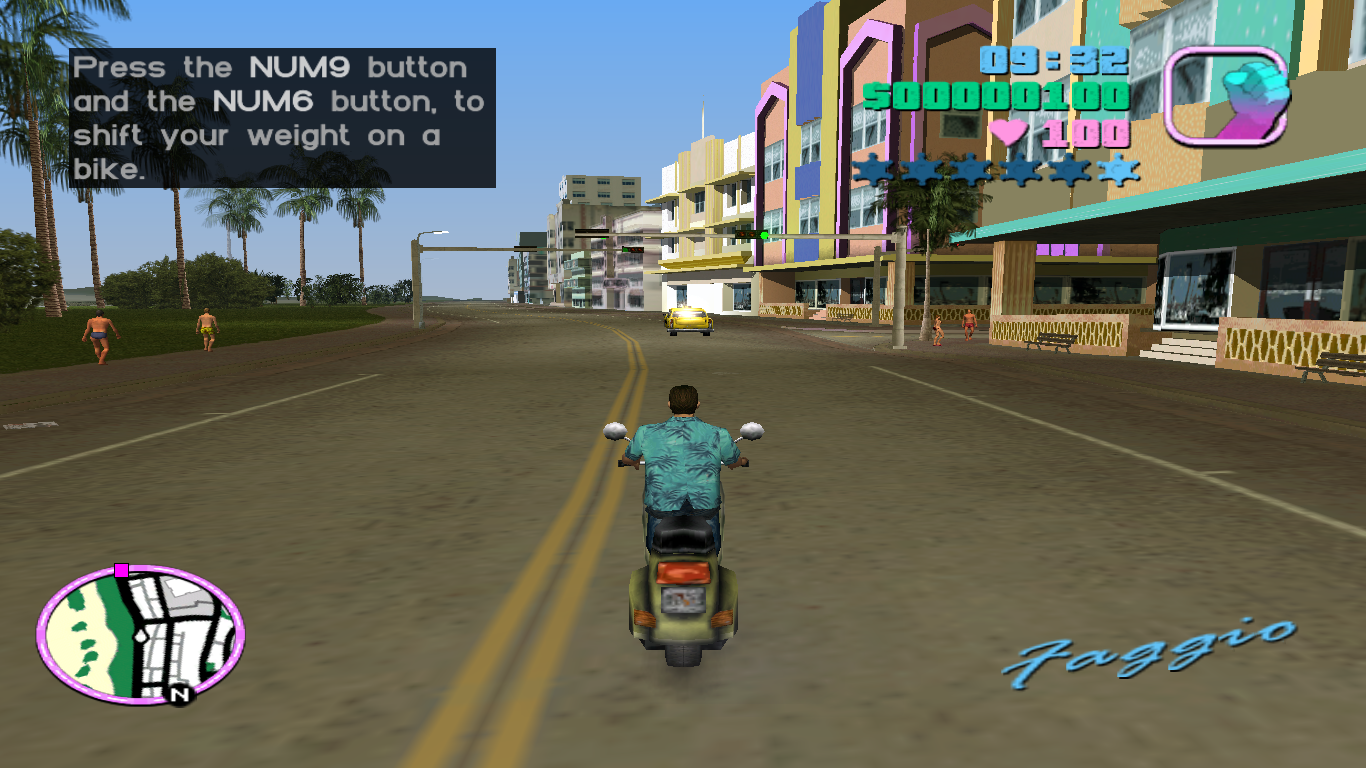 Press the NUM9 button
and the NUM6 button, to
shift your weight on a
bike.
09:32
$00000100
100
N
Faggio